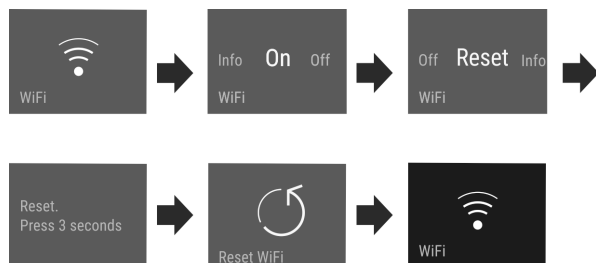 WiFi
Info On Off
WiFi
Off Reset Info
WiFi
Reset.
Press 3 seconds
Reset WiFi
WiFi